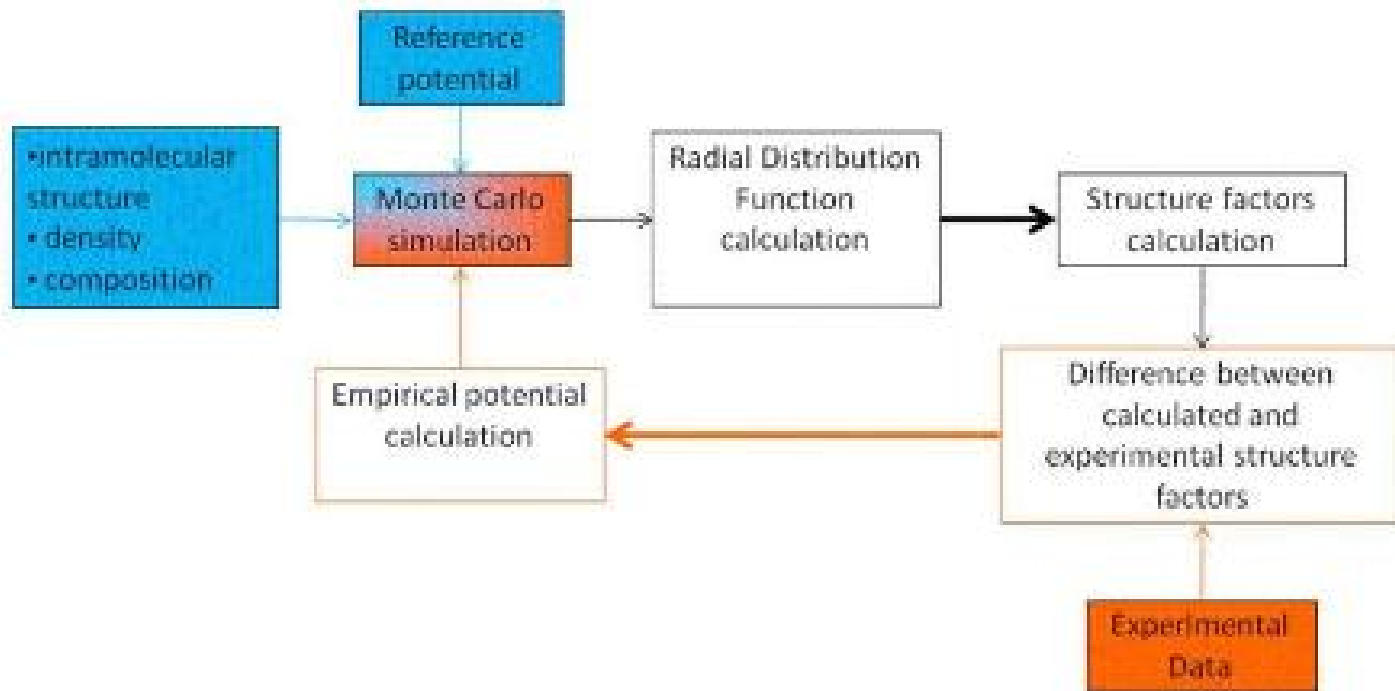 Reference
potential
•intramolecular
structure
• density
• composition
Monte Carlo
simulation
Radial Distribution
Function
calculation
Structure factors
calculation
Empirical potential
calculation
Difference between
calculated and
experimental structure
factors
Experimental
Data